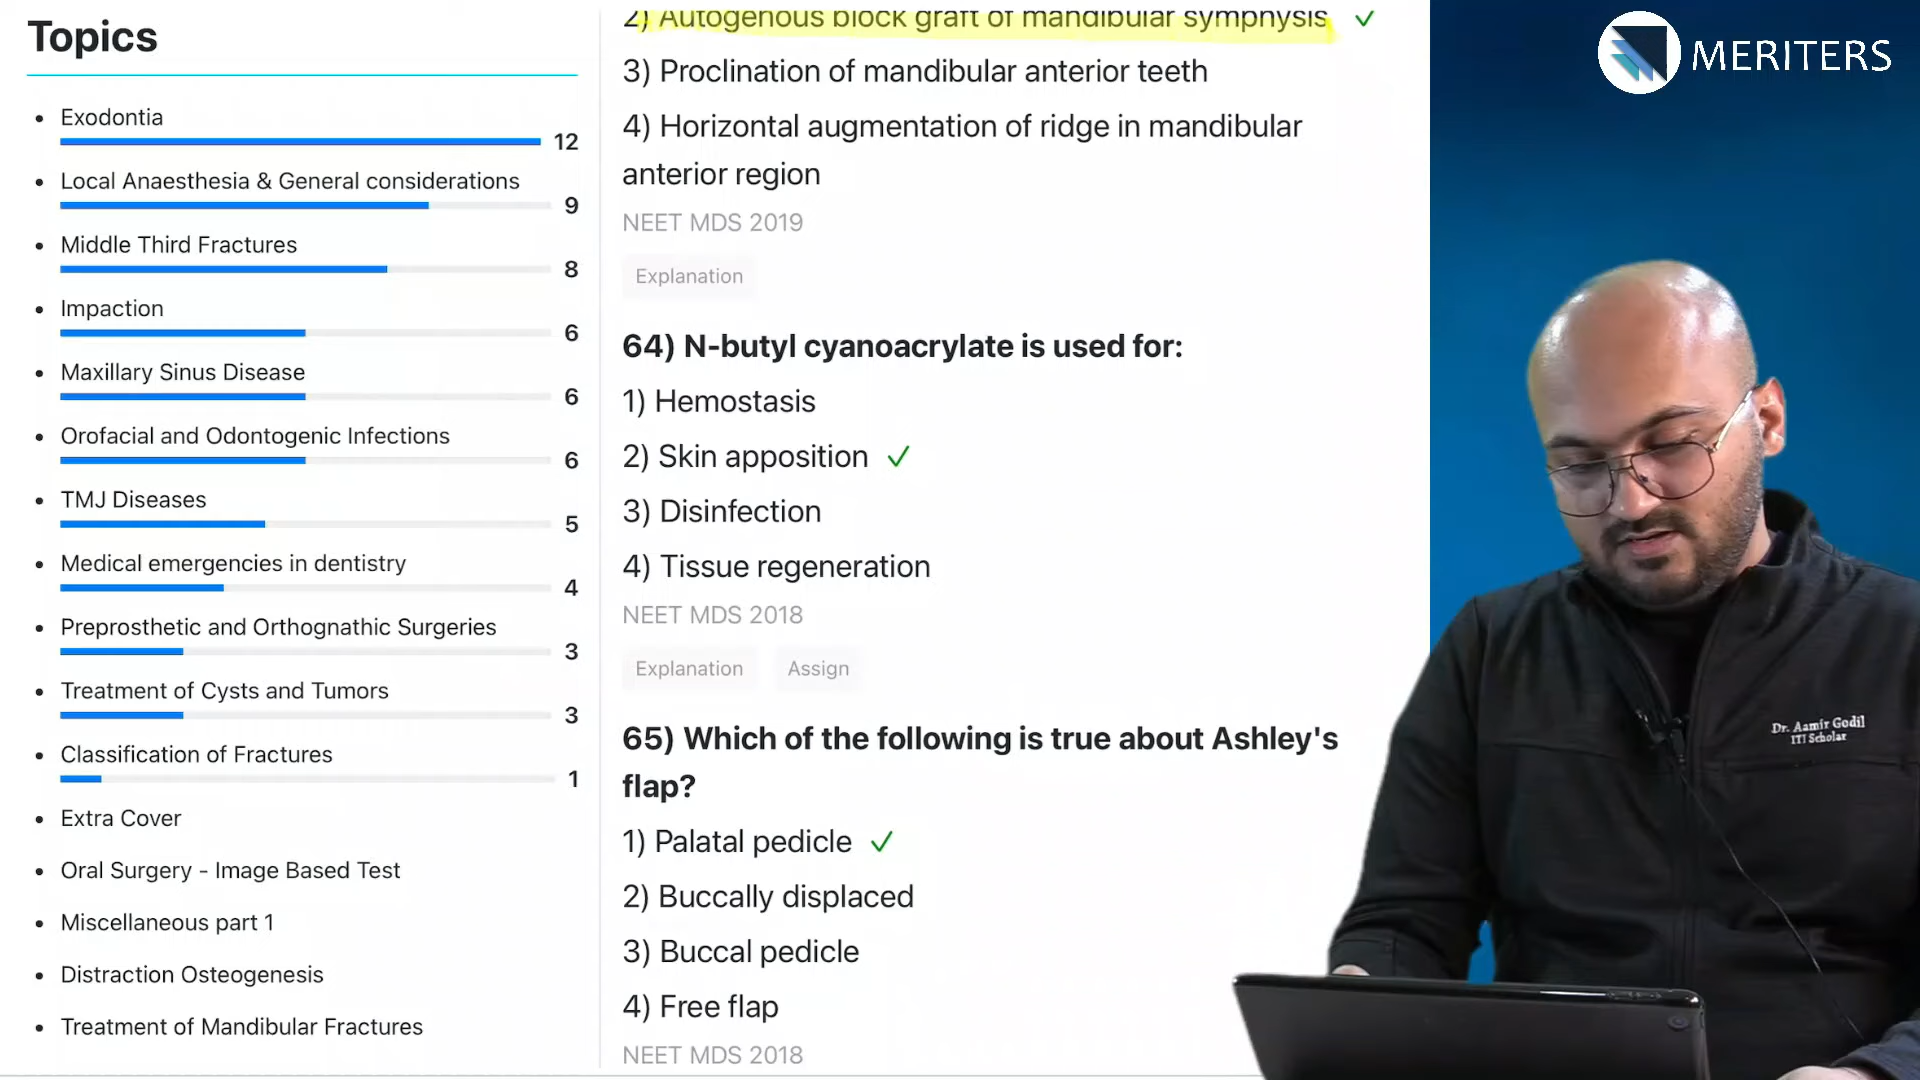 Topics
Exodontia
12
Local Anaesthesia & General considerations
9
Middle Third Fractures
8
Impaction
6
Maxillary Sinus Disease
6
Orofacial and Odontogenic Infections
6
TMJ Diseases
5
Medical emergencies in dentistry
4
Preprosthetic and Orthognathic Surgeries
3
Treatment of Cysts and Tumors
3
Classification of Fractures
1
Extra Cover
Oral Surgery - Image Based Test
Miscellaneous part 1
Distraction Osteogenesis
Treatment of Mandibular Fractures
2) Autogenous block graft of mandibular symphysis
3) Proclination of mandibular anterior teeth
4) Horizontal augmentation of ridge in mandibular
anterior region
NEET MDS 2019
Explanation
64) N-butyl cyanoacrylate is used for:
1) Hemostasis
2) Skin apposition
3) Disinfection
4) Tissue regeneration
NEET MDS 2018
Explanation Assign
65) Which of the following is true about Ashley's
flap?
1) Palatal pedicle
2) Buccally displaced
3) Buccal pedicle
4) Free flap
NEET MDS 2018
MERITERS
Dr. Aamir Godil
ITI Scholar